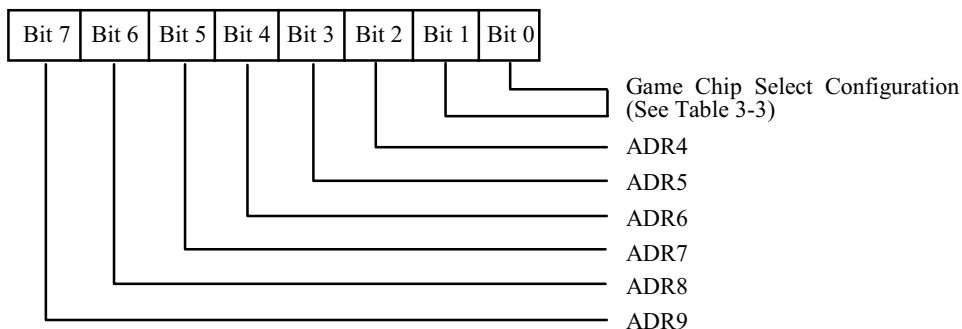 Bit 7 Bit 6 Bit 5 Bit 4 Bit 3 Bit 2 Bit 1 Bit 0
Game Chip Select Configuration
(See Table 3-3)
ADR4
ADR5
ADR6
ADR7
ADR8
ADR9